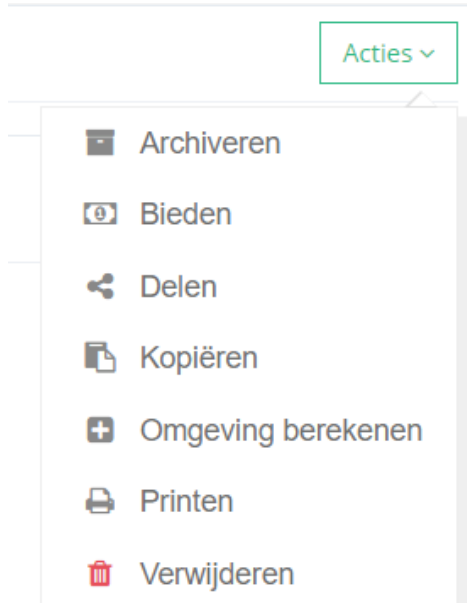 Acties
Archiveren
Bieden
Delen
Kopiëren
Omgeving berekenen
Printen
Verwijderen